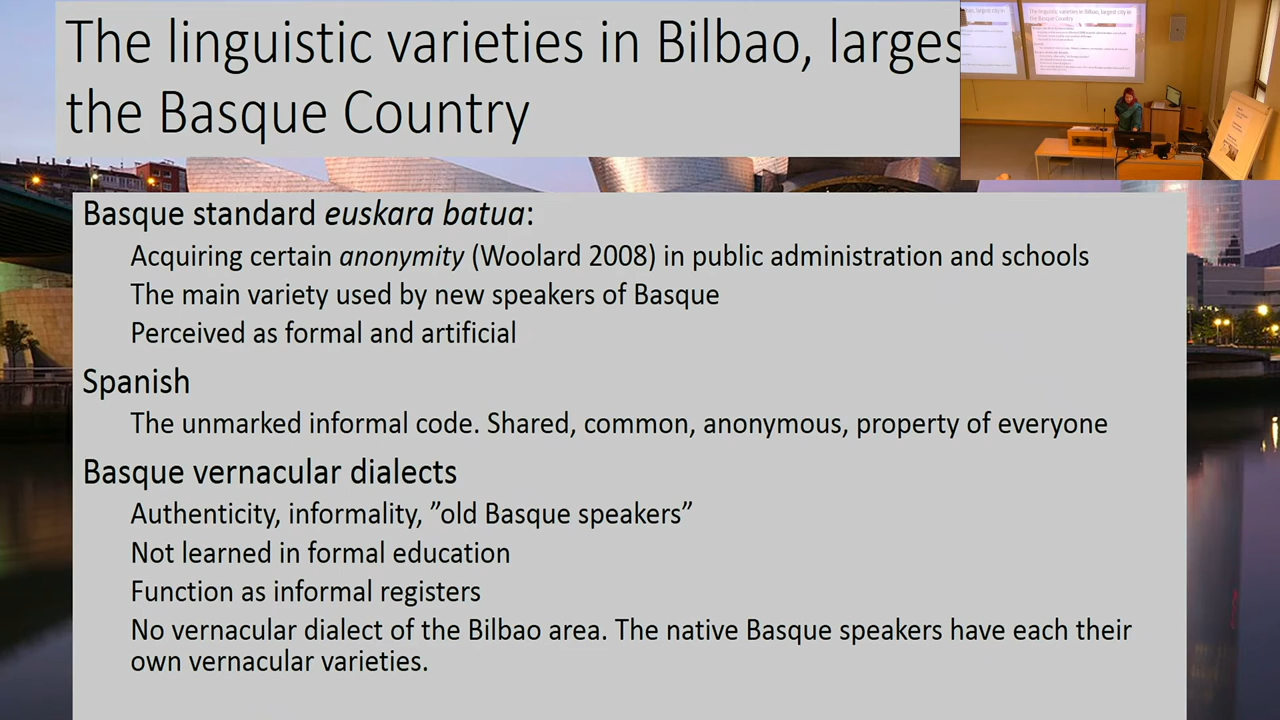 The linguistic varieties in Bilbao, larges
the Basque Country
Basque standard euskara batua:
Acquiring certain anonymity (Woolard 2008) in public administration and schools
The main variety used by new speakers of Basque
Perceived as formal and artificial
Spanish
The unmarked informal code. Shared, common, anonymous, property of everyone
Basque vernacular dialects
Authenticity, informality, ”old Basque speakers”
Not learned in formal education
Function as informal registers
No vernacular dialect of the Bilbao area. The native Basque speakers have each their
own vernacular varieties.